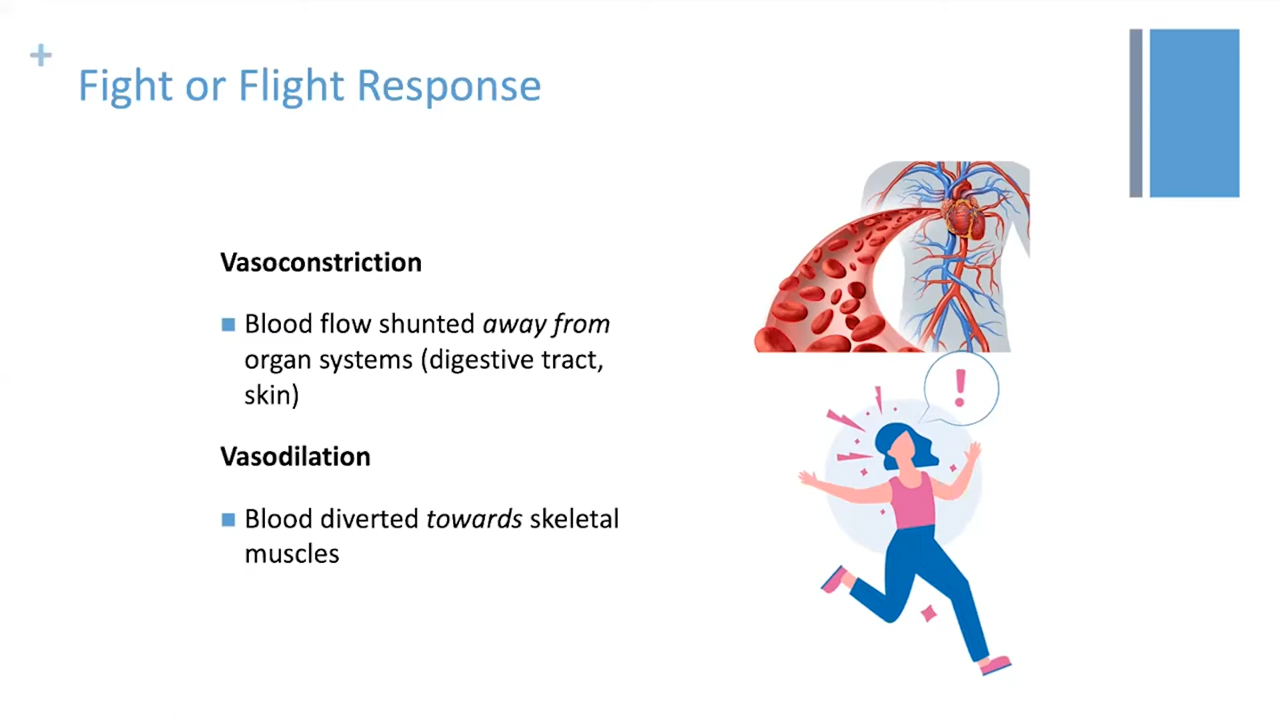 +
Fight or Flight Response
Vasoconstriction
Blood flow shunted away from
organ systems (digestive tract,
skin)
Vasodilation
Blood diverted towards skeletal
muscles
!